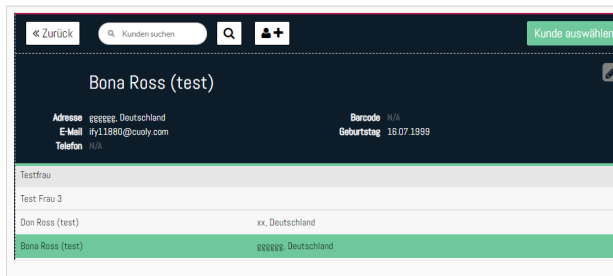 « Zurück Kunden suchen Kunde auswählen
Bona Ross (test)
Adresse gggggg, Deutschland Barcode N/A
E-Mail ify11880@cuoly.com Geburtstag 16.07.1999
Telefon N/A
Testfrau
Test Frau 3
Don Ross (test) xx, Deutschland
Bona Ross (test) gggggg, Deutschland